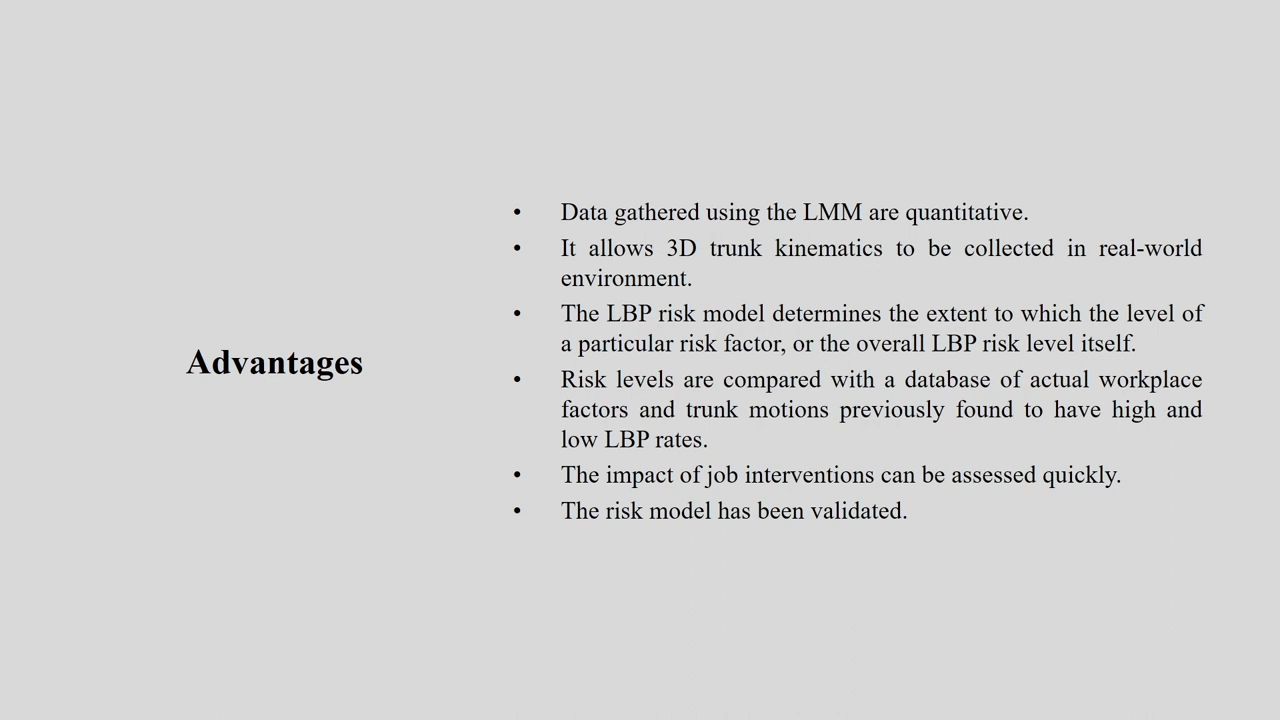 Advantages
• Data gathered using the LMM are quantitative.
• It allows 3D trunk kinematics to be collected in real-world
environment.
• The LBP risk model determines the extent to which the level of
a particular risk factor, or the overall LBP risk level itself.
• Risk levels are compared with a database of actual workplace
factors and trunk motions previously found to have high and
low LBP rates.
• The impact of job interventions can be assessed quickly.
• The risk model has been validated.